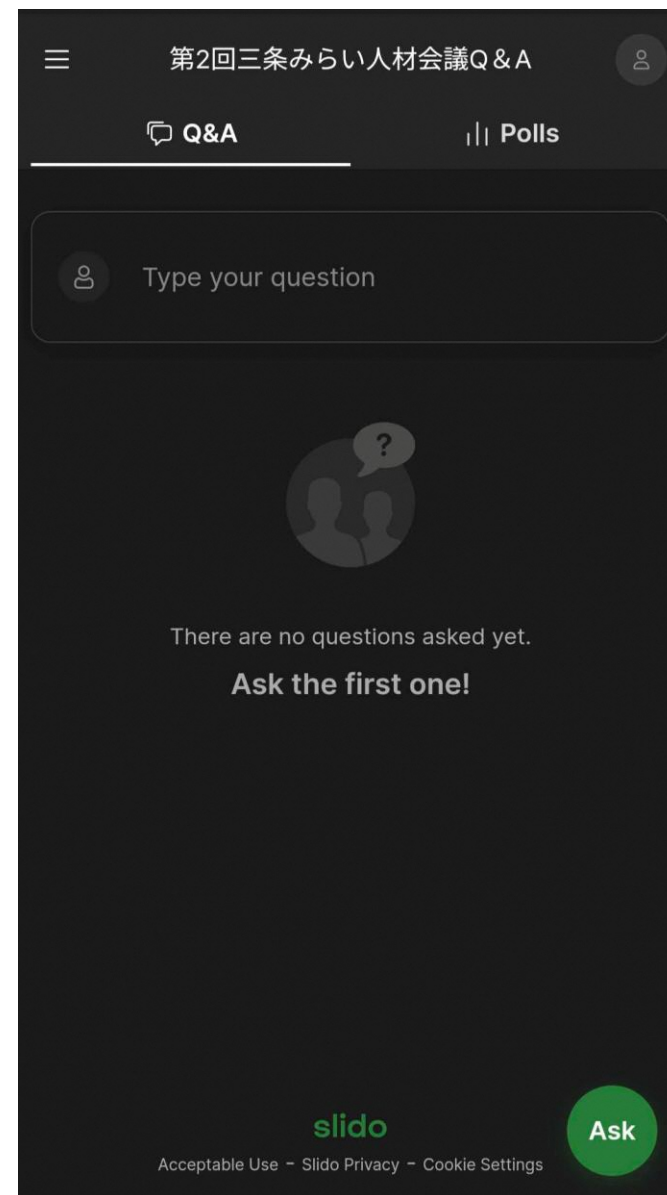 第2回三条みらい人材会議Q＆A
Q&A
Polls
Type your question
?
There are no questions asked yet.
Ask the first one!
slido
Ask
Acceptable Use - Slido Privacy - Cookie Settings